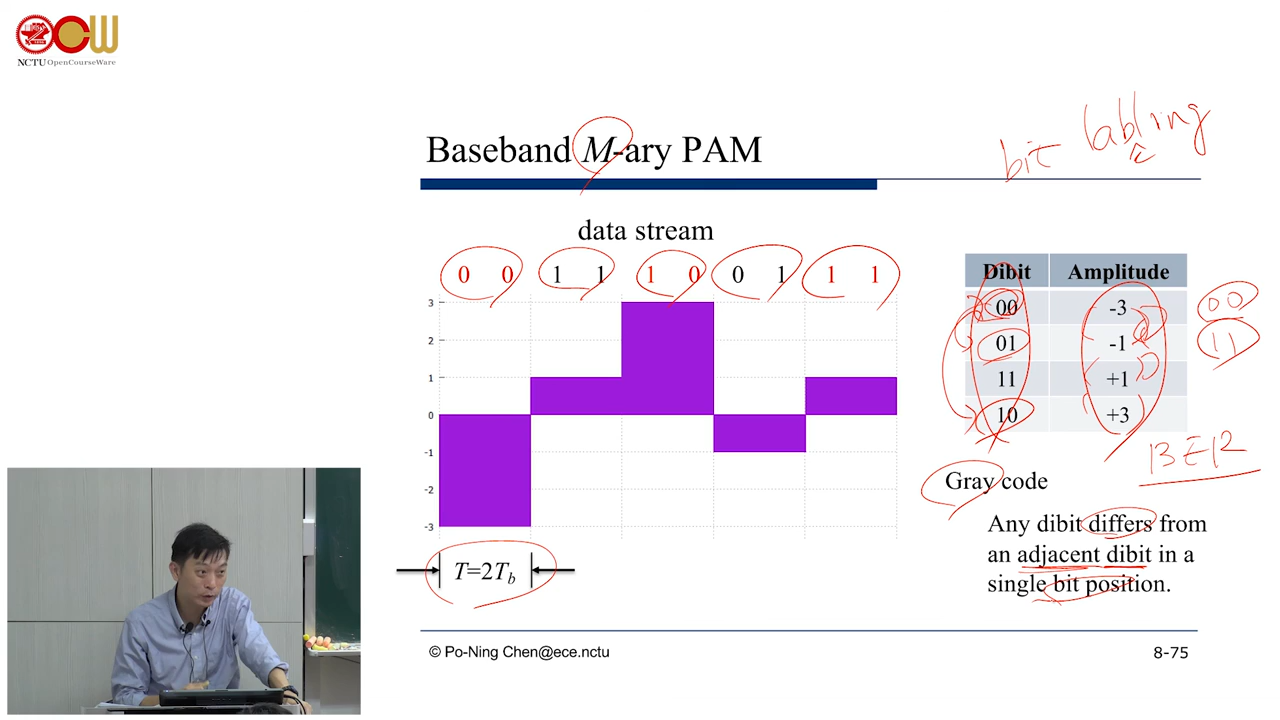 NCTU OpenCourseWare
bit labling
Baseband M-ary PAM
data stream
0 0 1 1 1 0 0 1 1 1
3
2
1
0
-1
-2
-3
T=2Tb
Dibit Amplitude
00 -3
01 -1
11 +1
10 +3
00
11
BER
Gray code
Any dibit differs from
an adjacent dibit in a
single bit position.
© Po-Ning Chen@ece.nctu
8-75